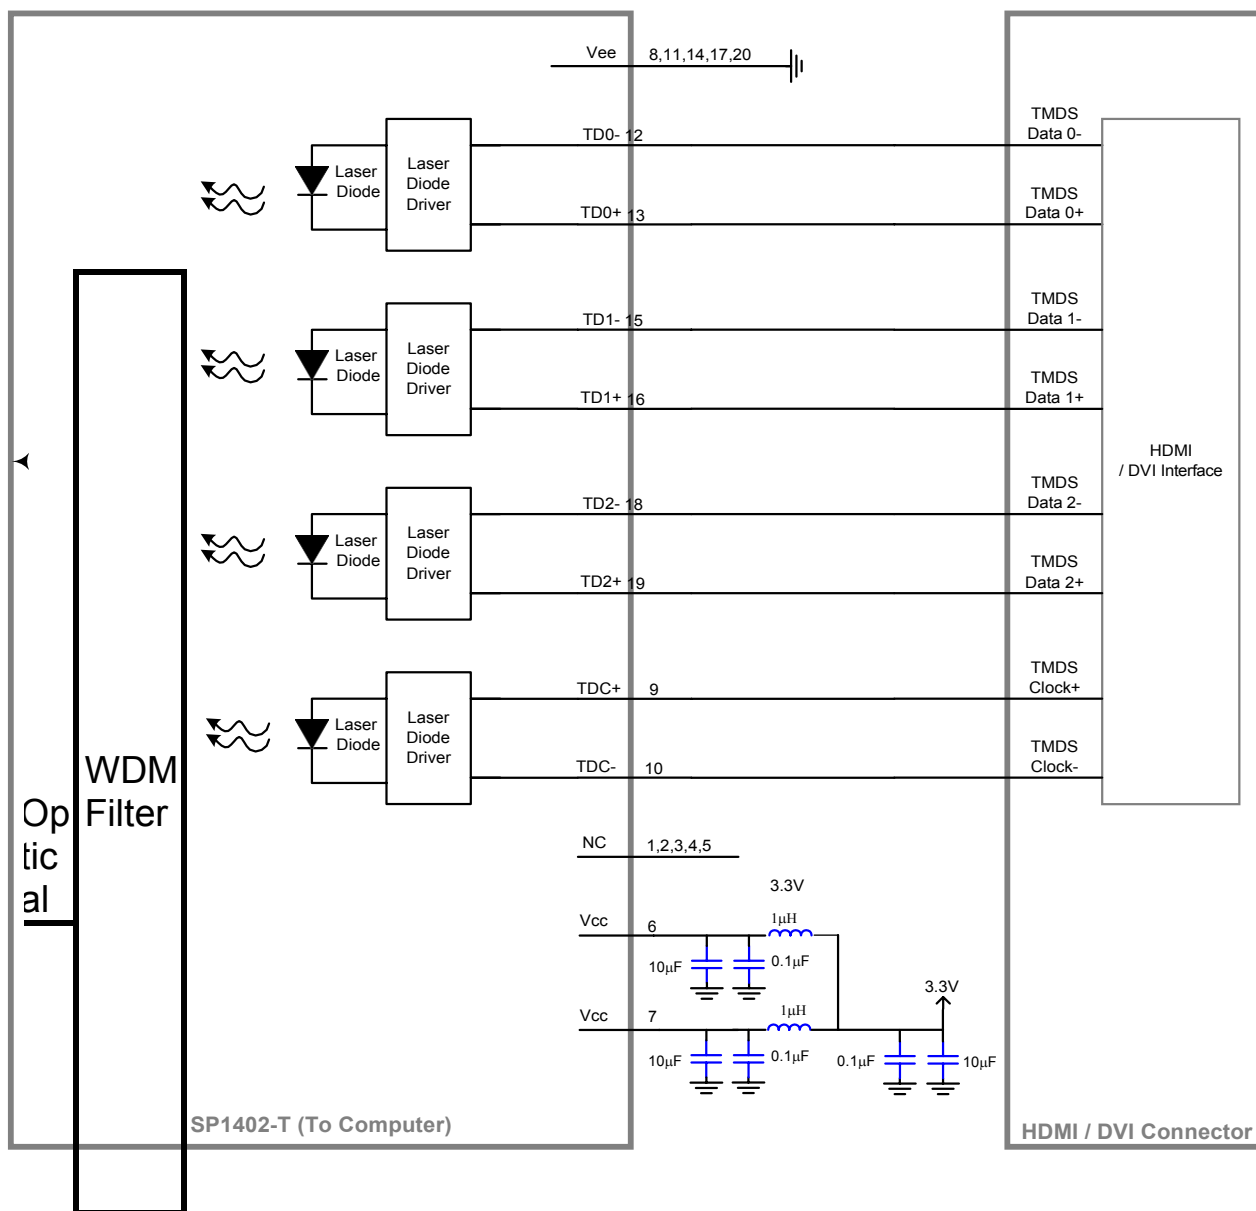 Vee 8,11,14,17,20
TMDS
Data 0-
TD0- 12
Laser
Diode
Laser
Diode
Driver
TMDS
Data 0+
TD0+ 13
TMDS
Data 1-
TD1- 15
Laser
Diode
Laser
Diode
Driver
TMDS
Data 1+
TD1+ 16
HDMI
/ DVI Interface
TMDS
Data 2-
TD2- 18
Laser
Diode
Laser
Diode
Driver
TMDS
Data 2+
TD2+ 19
TMDS
Clock+
TDC+ 9
Laser
Diode
Laser
Diode
Driver
TMDS
Clock-
TDC- 10
WDM
Filter
Op
tic
al
NC 1,2,3,4,5
3.3V
Vcc 6
1µH
10µF
0.1µF
3.3V
Vcc 7
1µH
10µF
0.1µF
0.1µF
10µF
SP1402-T (To Computer)
HDMI / DVI Connector